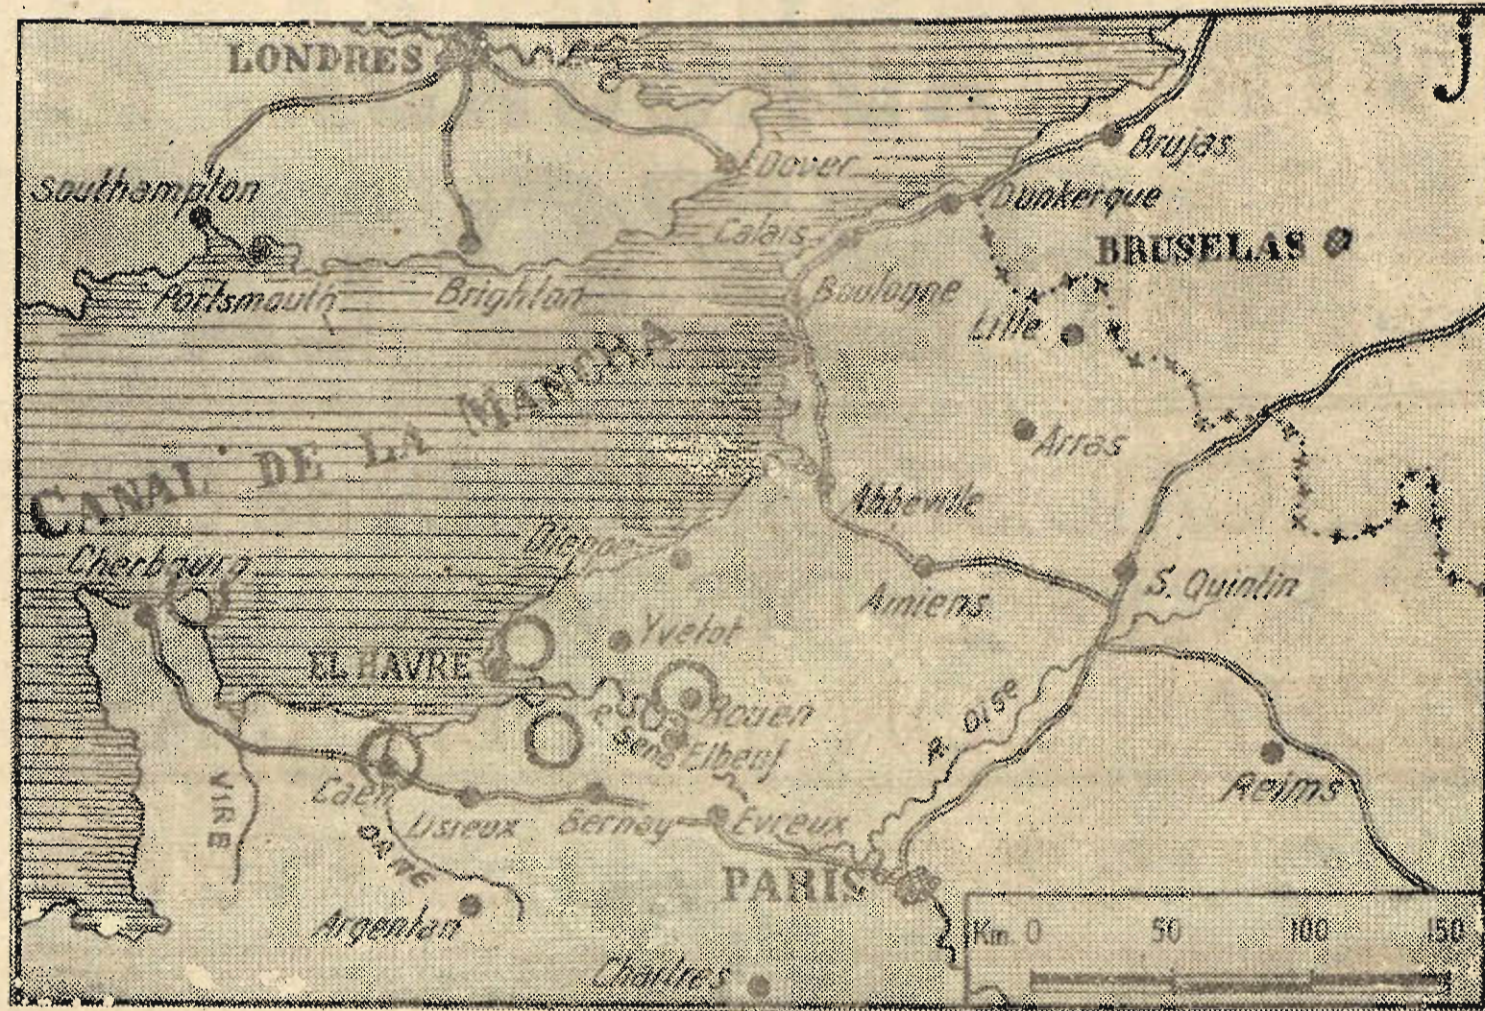 LONDRES
Brujas
Dover
Southampton
Dunkerque
Calais
BRUSELAS
Portsmouth
Brighton
Boulogne
Lille
CANAL DE LA MANCHA
Arras
Abbeville
Dieppe
Cherbourg
Amiens
S. Quintin
Yvetot
EL HAVRE
Rouen
R. OISE
Sena
Elbeuf
Caen
VIRE
Lisieux
Bernay
Evreux
Reims
ORNE
PARIS
Argentan
Km. 0 50 100 150
Chartres